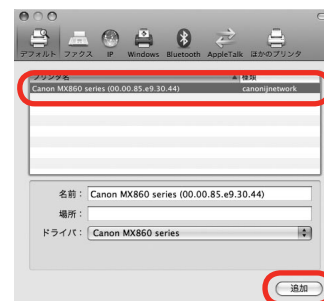 デフォルト ファクス IP Windows Bluetooth AppleTalk ほかのプリンタ
プリンタ名 種類
Canon MX860 series (00.00.85.e9.30.44) canonijnetwork
名前： Canon MX860 series (00.00.85.e9.30.44)
場所：
ドライバ： Canon MX860 series
追加